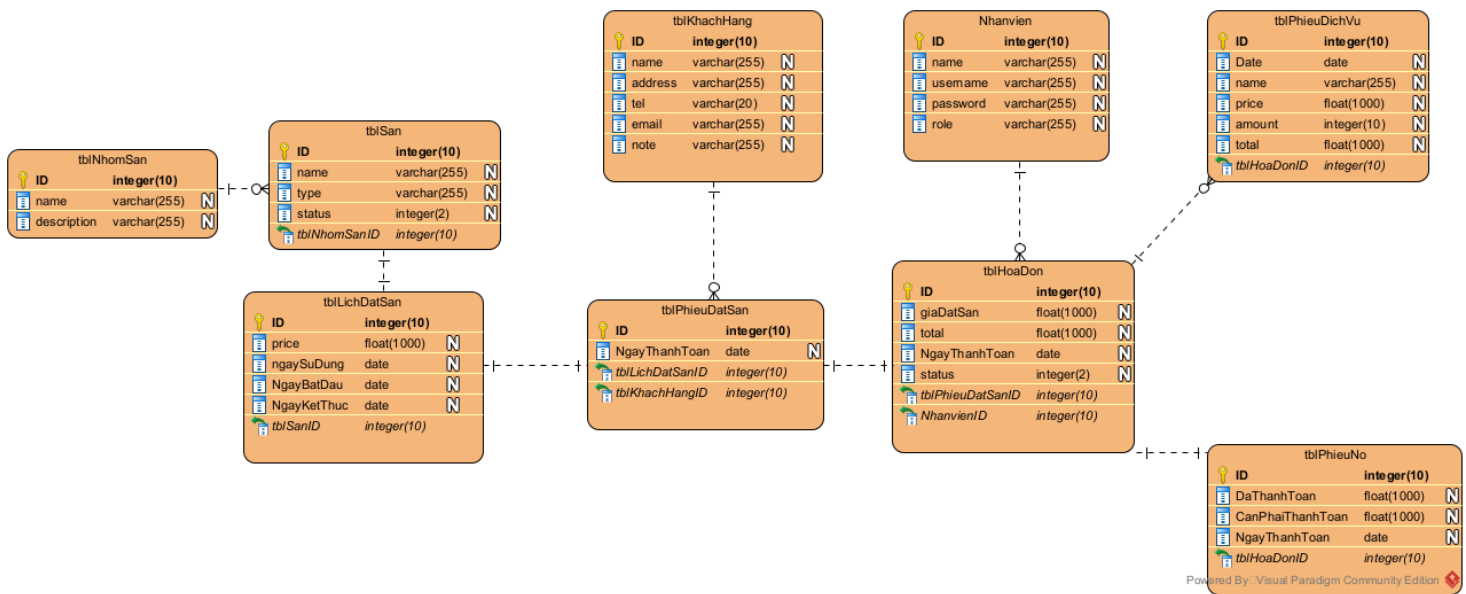 tblNhomSan
ID integer(10)
name varchar(255) N
description varchar(255) N
tblSan
ID integer(10)
name varchar(255) N
type varchar(255) N
status integer(2) N
tblNhomSanID integer(10)
tblLichDatSan
ID integer(10)
price float(1000) N
ngaySuDung date N
NgayBatDau date N
NgayKetThuc date N
tblSanID integer(10)
tblKhachHang
ID integer(10)
name varchar(255) N
address varchar(255) N
tel varchar(20) N
email varchar(255) N
note varchar(255) N
tblPhieuDatSan
ID integer(10)
NgayThanhToan date N
tblLichDatSanID integer(10)
tblKhachHangID integer(10)
Nhanvien
ID integer(10)
name varchar(255) N
username varchar(255) N
password varchar(255) N
role varchar(255) N
tblHoaDon
ID integer(10)
giaDatSan float(1000) N
total float(1000) N
NgayThanhToan date N
status integer(2) N
tblPhieuDatSanID integer(10)
NhanvienID integer(10)
tblPhieuDichVu
ID integer(10)
Date date N
name varchar(255) N
price float(1000) N
amount integer(10) N
total float(1000) N
tblHoaDonID integer(10)
tblPhieuNo
ID integer(10)
DaThanhToan float(1000) N
CanPhaiThanhToan float(1000) N
NgayThanhToan date N
tblHoaDonID integer(10)
Powered By Visual Paradigm Community Edition